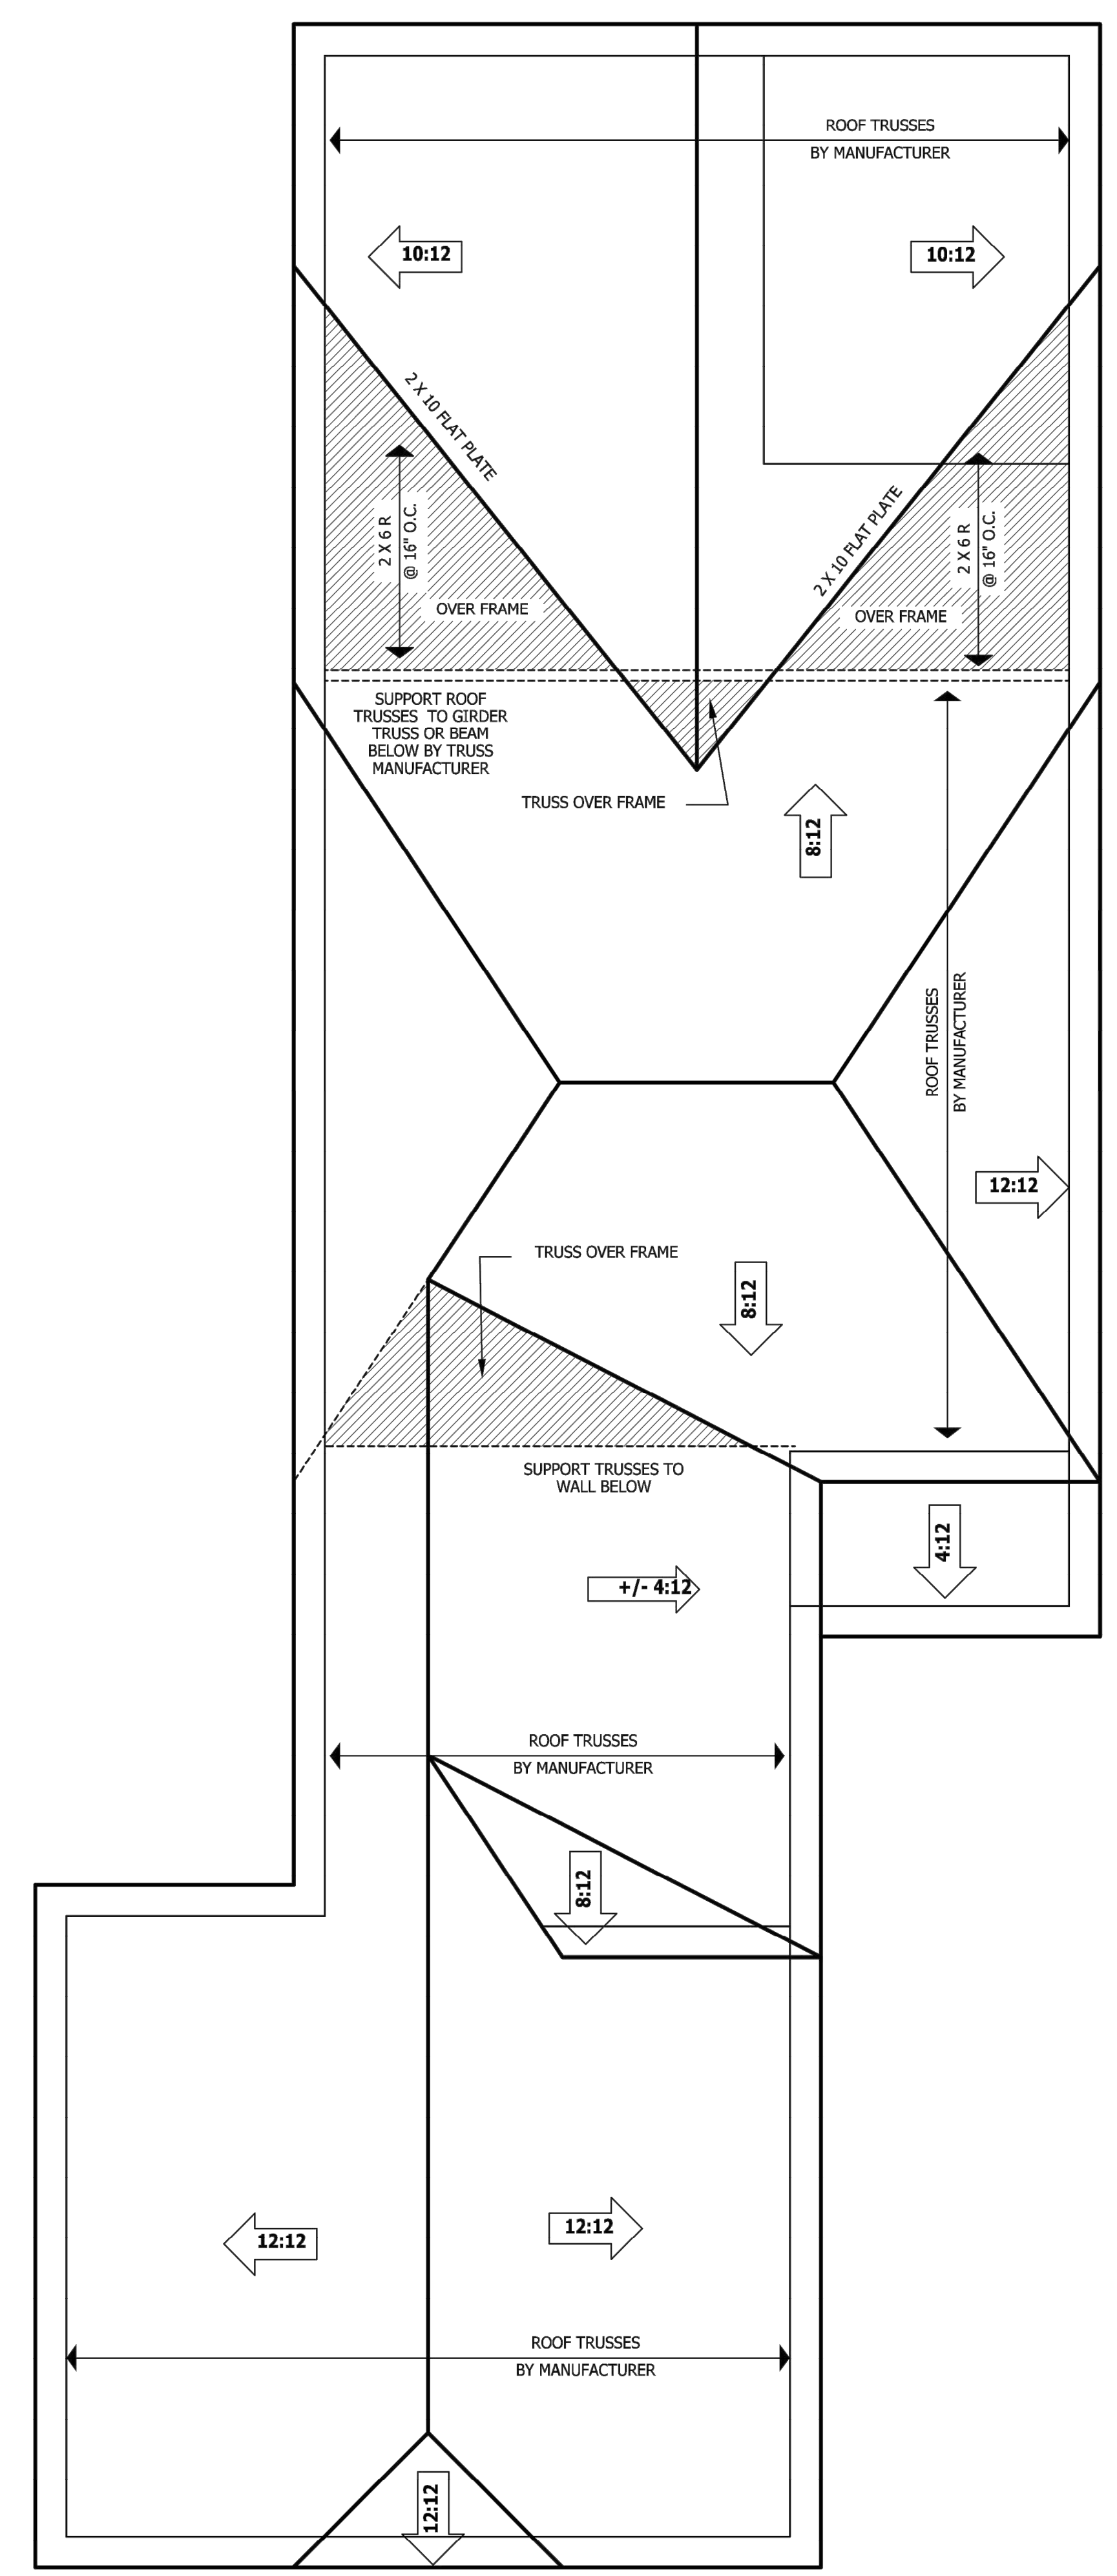 ROOF TRUSSES
BY MANUFACTURER
10:12
10:12
2 X 10 FLAT PLATE
2 X 10 FLAT PLATE
2 X 6 R
@ 16" O.C.
2 X 6 R
@ 16" O.C.
OVER FRAME
OVER FRAME
SUPPORT ROOF
TRUSSES TO GIRDER
TRUSS OR BEAM
BELOW BY TRUSS
MANUFACTURER
TRUSS OVER FRAME
8:12
ROOF TRUSSES
BY MANUFACTURER
12:12
TRUSS OVER FRAME
8:12
SUPPORT TRUSSES TO
WALL BELOW
4:12
+/- 4:12
ROOF TRUSSES
BY MANUFACTURER
8:12
12:12
12:12
ROOF TRUSSES
BY MANUFACTURER
12:12